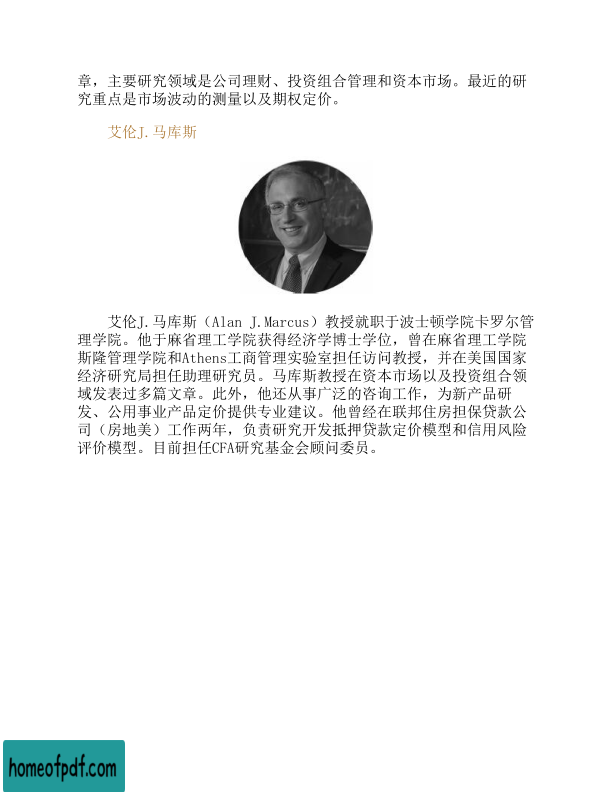 章，主要研究领域是公司理财、投资组合管理和资本市场。最近的研
究重点是市场波动的测量以及期权定价。
艾伦J.马库斯
艾伦J.马库斯（Alan J.Marcus）教授就职于波士顿学院卡罗尔管
理学院。他于麻省理工学院获得经济学博士学位，曾在麻省理工学院
斯隆管理学院和Athens工商管理实验室担任访问教授，并在美国国家
经济研究局担任助理研究员。马库斯教授在资本市场以及投资组合领
域发表过多篇文章。此外，他还从事广泛的咨询工作，为新产品研
发、公用事业产品定价提供专业建议。他曾经在联邦住房担保贷款公
司（房地美）工作两年，负责研究开发抵押贷款定价模型和信用风险
评价模型。目前担任CFA研究基金会顾问委员。
homeofpdf.com